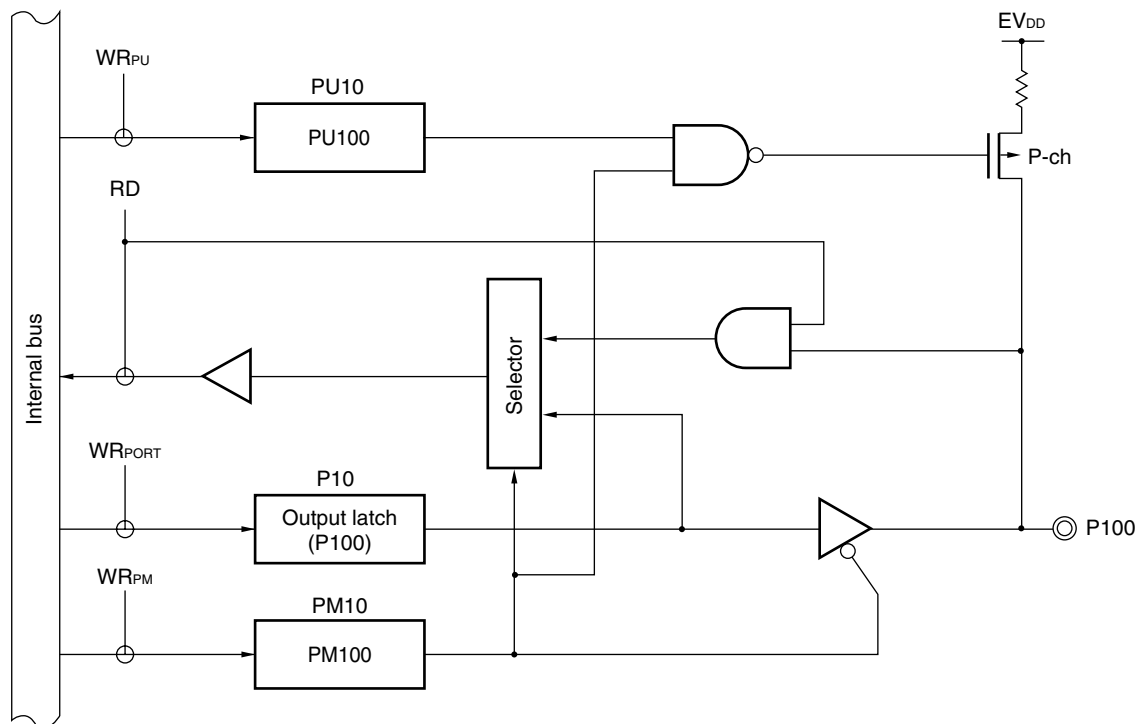 EVDD
WRPU
PU10
PU100
P-ch
RD
Internal bus
Selector
WRPORT
P10
Output latch
(P100)
P100
WRPM
PM10
PM100